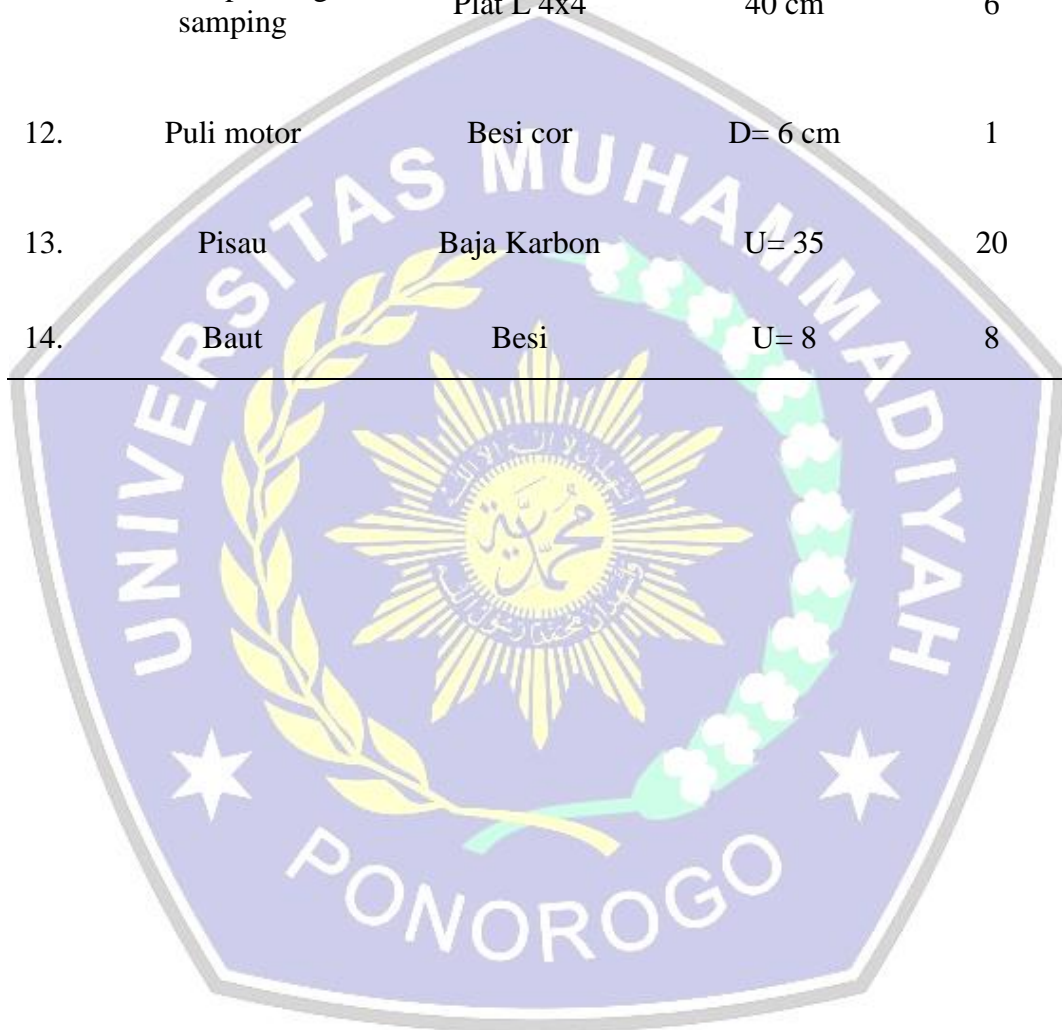 Plat L 4x4 40 cm 6
samping
12. Puli motor Besi cor D= 6 cm 1
13. Pisau Baja Karbon U= 35 20
14. Baut Besi U= 8 8
UNIVERSITAS MUHAMMADIYAH
محمد
PONOROGO